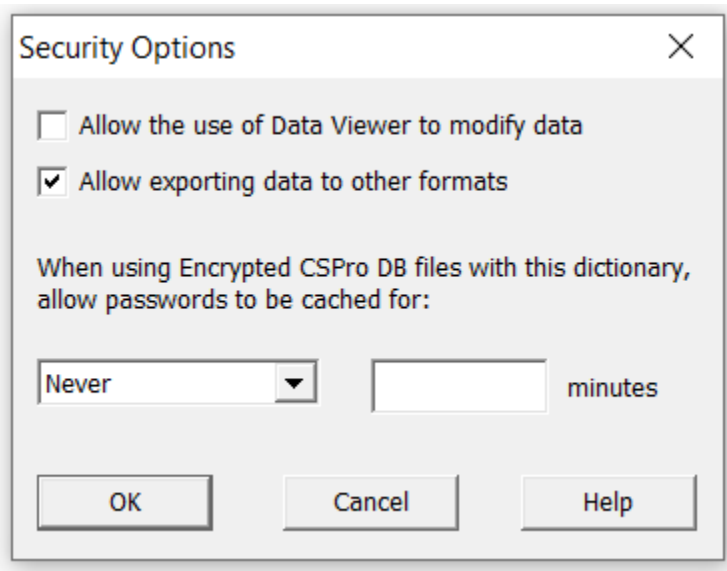 Security Options
Allow the use of Data Viewer to modify data
Allow exporting data to other formats
When using Encrypted CSPro DB files with this dictionary,
allow passwords to be cached for:
Never minutes
OK Cancel Help